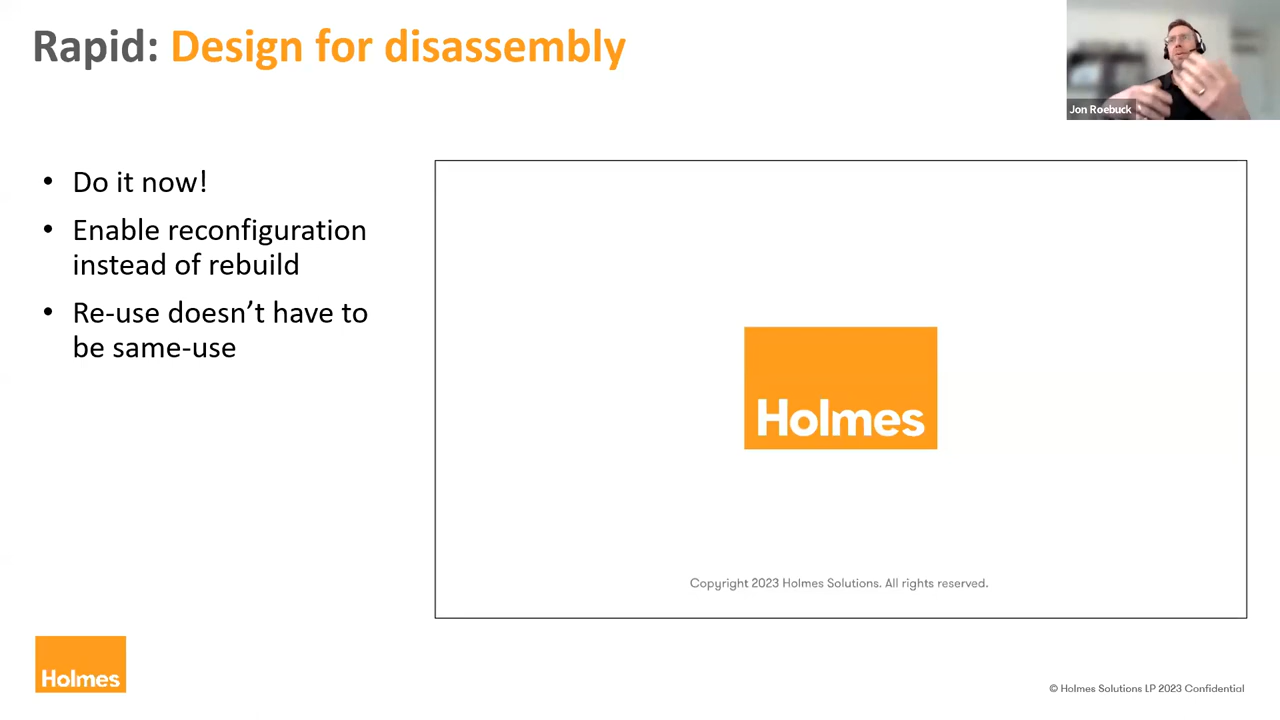 Rapid: Design for disassembly
Jon Roebuck
• Do it now!
• Enable reconfiguration
instead of rebuild
• Re-use doesn’t have to
be same-use
Holmes
Copyright 2023 Holmes Solutions. All rights reserved.
Holmes
© Holmes Solutions LP 2023 Confidential